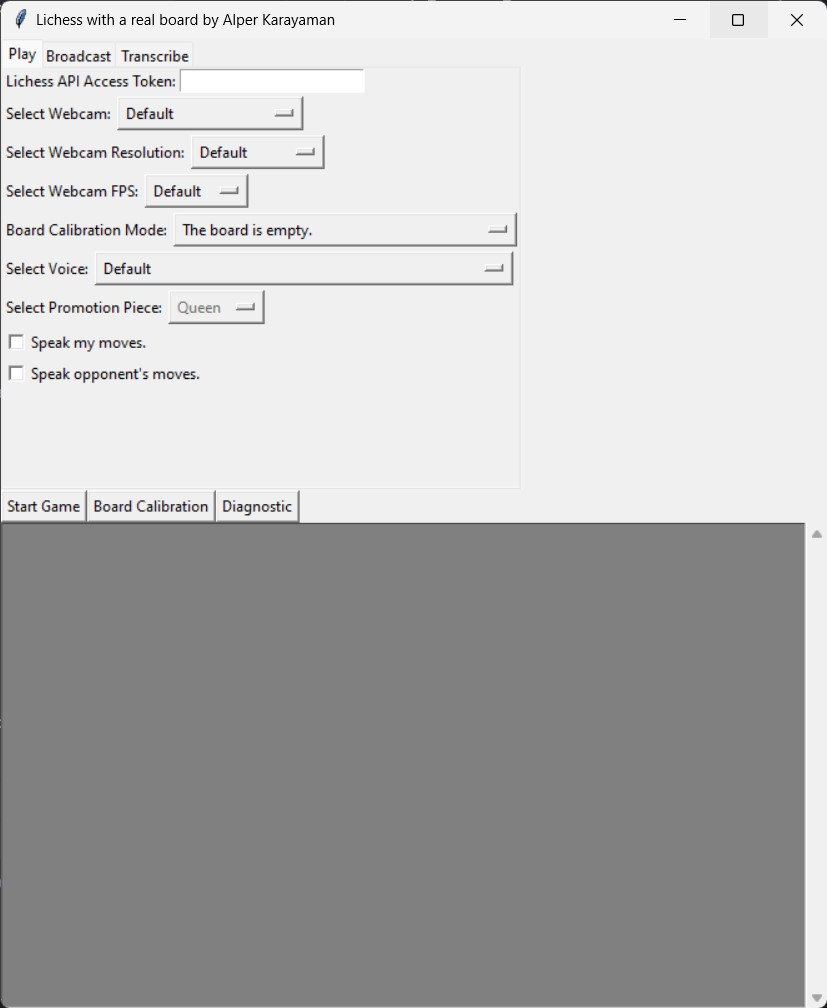 Lichess with a real board by Alper Karayaman
Play Broadcast Transcribe
Lichess API Access Token:
Select Webcam: Default
Select Webcam Resolution: Default
Select Webcam FPS: Default
Board Calibration Mode: The board is empty.
Select Voice: Default
Select Promotion Piece: Queen
Speak my moves.
Speak opponent's moves.
Start Game Board Calibration Diagnostic